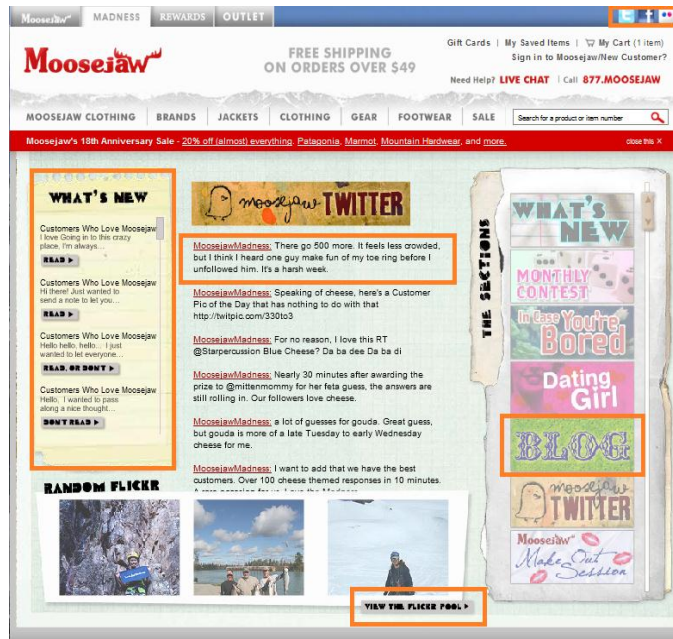 Moosejaw MADNESS REWARDS OUTLET
Moosejaw
FREE SHIPPING
ON ORDERS OVER $49
Gift Cards | My Saved Items | My Cart (1 item)
Sign in to Moosejaw/New Customer?
Need Help? LIVE CHAT | Call 877.MOOSEJAW
MOOSEJAW CLOTHING BRANDS JACKETS CLOTHING GEAR FOOTWEAR SALE Search for a product or item number
Moosejaw's 18th Anniversary Sale - 20% off (almost) everything. Patagonia, Marmot, Mountain Hardwear, and more. close this X
WHAT'S NEW
Customers Who Love Moosejaw
I love Going in to this crazy
place, I'm always...
READ
Customers Who Love Moosejaw
Hi there! Just wanted to
send a note to let you...
READ
Customers Who Love Moosejaw
Hello hello, hello... I just
wanted to let everyone...
READ, OR DON'T
Customers Who Love Moosejaw
Hello, I wanted to pass
along a nice thought...
DON'T READ
moosejaw TWITTER
MoosejawMadness: There go 500 more. It feels less crowded,
but I think I heard one guy make fun of my toe ring before I
unfollowed him. It's a harsh week.
MoosejawMadness: Speaking of cheese, here's a Customer
Pic of the Day that has nothing to do with that
http://twitpic.com/330to3
MoosejawMadness: For no reason, I love this RT
@Starpercussion Blue Cheese? Da ba dee Da ba di
MoosejawMadness: Nearly 30 minutes after awarding the
prize to @mittenmommy for her feta guess, the answers are
still rolling in. Our followers love cheese.
MoosejawMadness: a lot of guesses for gouda. Great guess,
but gouda is more of a late Tuesday to early Wednesday
cheese for me.
MoosejawMadness: I want to add that we have the best
customers. Over 100 cheese themed responses in 10 minutes.
THE SECTIONS
WHAT'S
NEW
MONTHLY
CONTEST
In Case You're
Bored
Dating
Girl
BLOG
moosejaw
TWITTER
Moosejaw
Make Out
Session
RANDOM FLICKR
VIEW THE FLICKR POOL